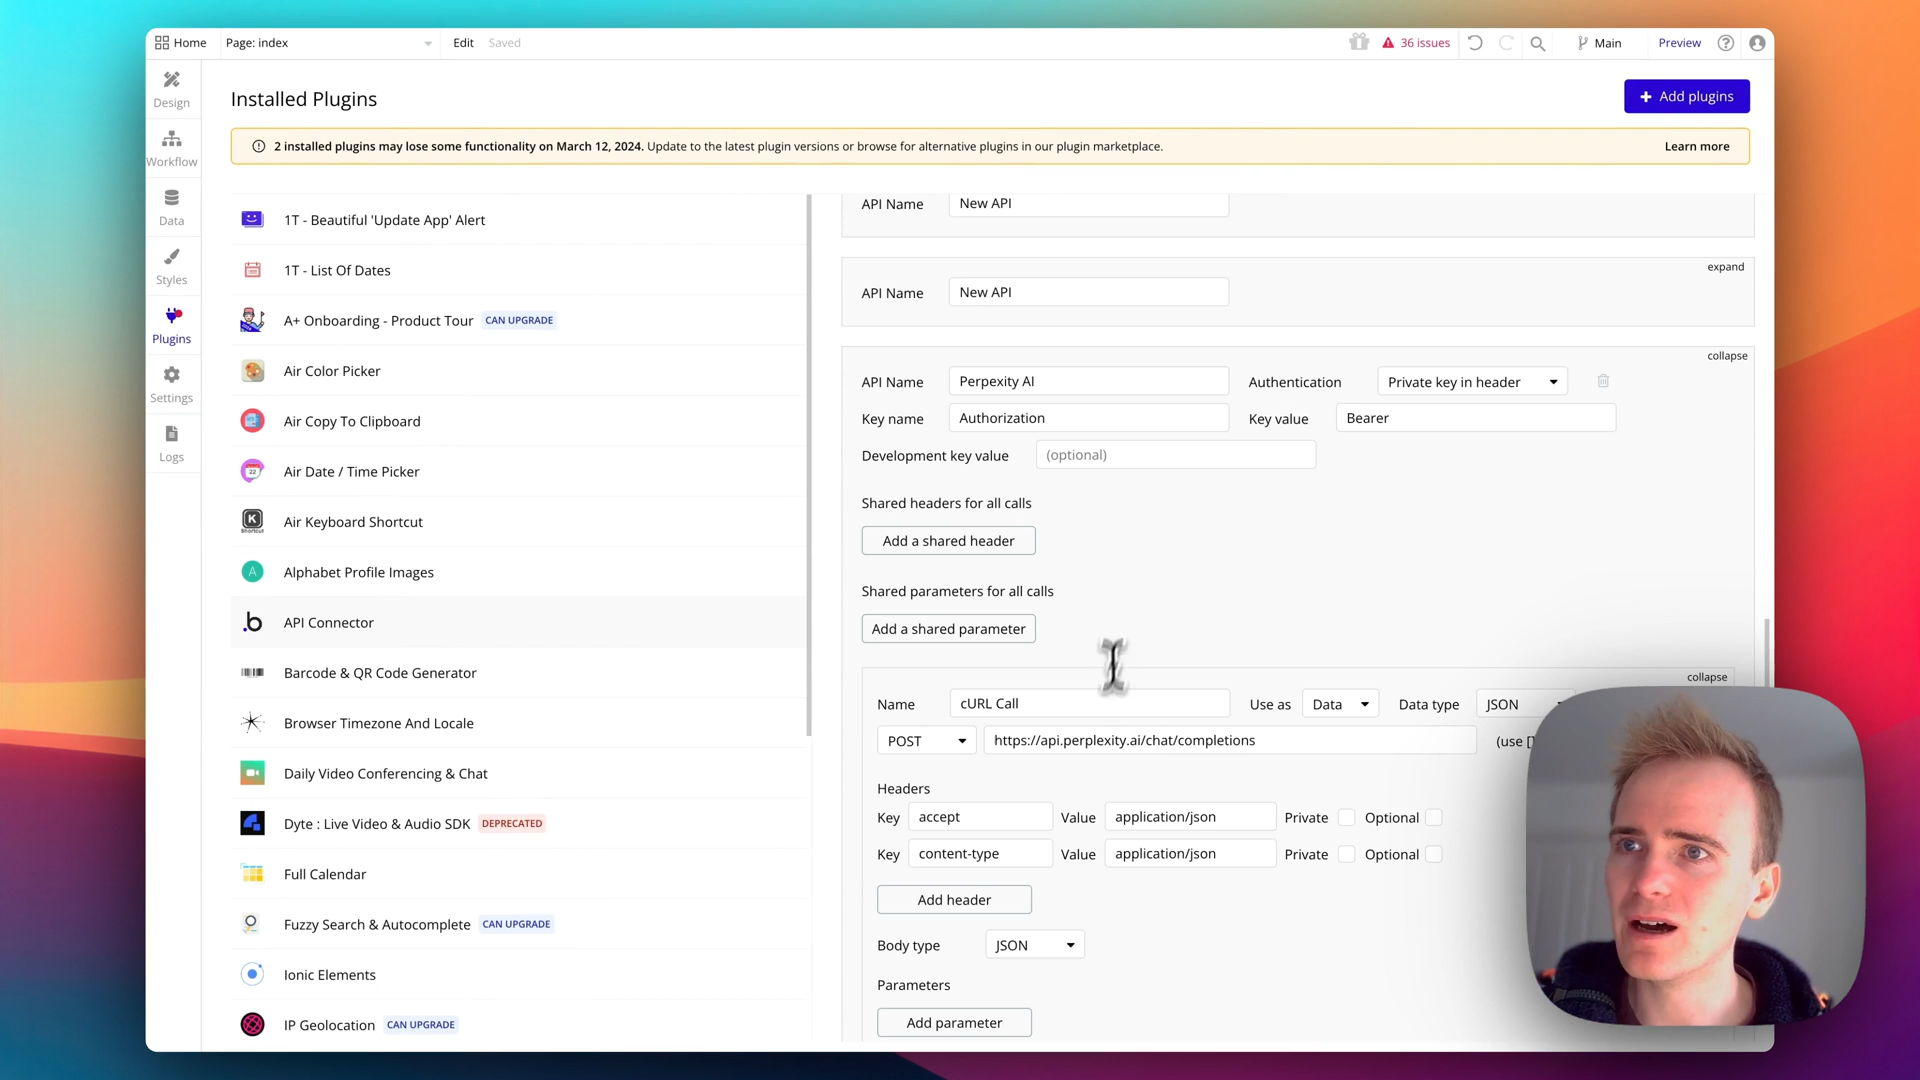 Home
Page: index
Edit
Saved
36 issues
Main
Preview
Design
Workflow
Data
Styles
Plugins
Settings
Logs
Installed Plugins
Add plugins
2 installed plugins may lose some functionality on March 12, 2024. Update to the latest plugin versions or browse for alternative plugins in our plugin marketplace.
Learn more
1T - Beautiful 'Update App' Alert
1T - List Of Dates
A+ Onboarding - Product Tour CAN UPGRADE
Air Color Picker
Air Copy To Clipboard
Air Date / Time Picker
22
Air Keyboard Shortcut
K
Shortcut
A
Alphabet Profile Images
b
API Connector
Barcode & QR Code Generator
Browser Timezone And Locale
Daily Video Conferencing & Chat
Dyte : Live Video & Audio SDK DEPRECATED
Full Calendar
Fuzzy Search & Autocomplete CAN UPGRADE
Ionic Elements
IP Geolocation CAN UPGRADE
API Name New API
expand
API Name New API
collapse
API Name Perpexity AI Authentication Private key in header
Key name Authorization Key value Bearer
Development key value (optional)
Shared headers for all calls
Add a shared header
Shared parameters for all calls
Add a shared parameter
collapse
Name cURL Call Use as Data Data type JSON
POST https://api.perplexity.ai/chat/completions (use []
Headers
Key accept Value application/json Private Optional
Key content-type Value application/json Private Optional
Add header
Body type JSON
Parameters
Add parameter